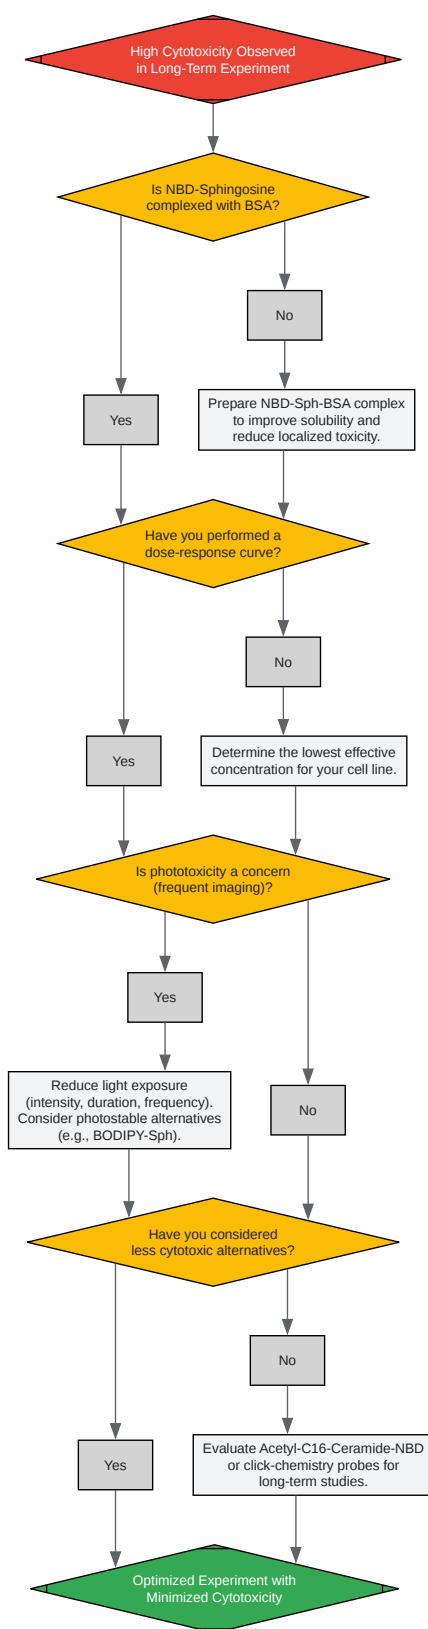 High Cytotoxicity Observed
in Long-Term Experiment
Is NBD-Sphingosine
complexed with BSA?
No
Yes
Prepare NBD-Sph-BSA complex
to improve solubility and
reduce localized toxicity.
Have you performed a
dose-response curve?
No
Yes
Determine the lowest effective
concentration for your cell line.
Is phototoxicity a concern
(frequent imaging)?
Yes
Reduce light exposure
(intensity, duration, frequency).
Consider photostable alternatives
(e.g., BODIPY-Sph).
No
Have you considered
less cytotoxic alternatives?
No
Yes
Evaluate Acetyl-C16-Ceramide-NBD
or click-chemistry probes for
long-term studies.
Optimized Experiment with
Minimized Cytotoxicity